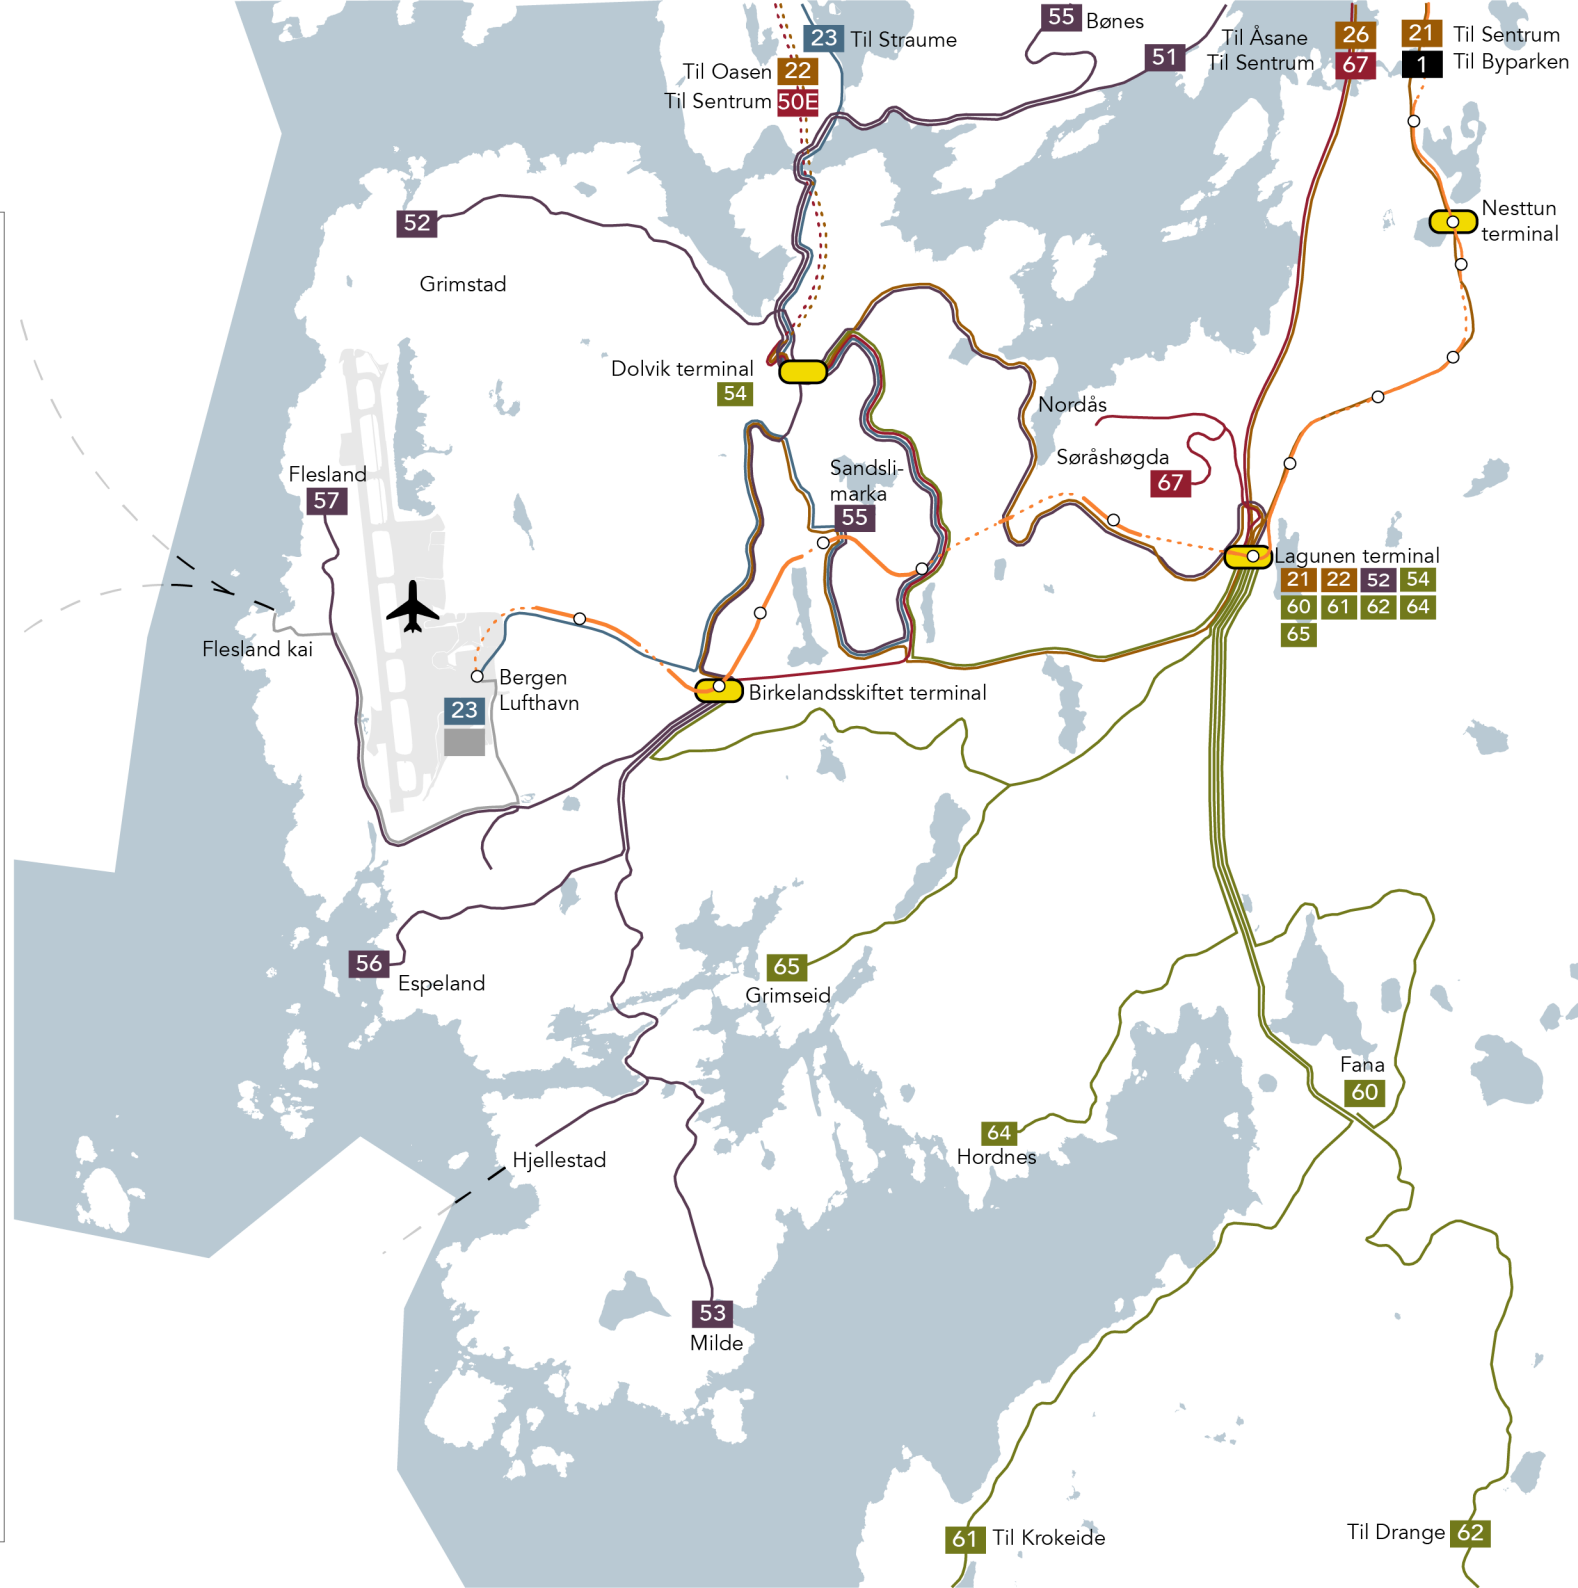 55 Bønes
23 Til Straume
51
Til Åsane 26
Til Sentrum 67
21 Til Sentrum
1 Til Byparken
Til Oasen 22
Til Sentrum 50E
52
Nesttun
terminal
Grimstad
Dolvik terminal
54
Nordås
Søråshøgda
67
Flesland
57
Sandsli-
marka
55
Lagunen terminal
21 22 52 54
60 61 62 64
65
Flesland kai
Bergen
Lufthavn
23
Birkelandsskiftet terminal
56
Espeland
65
Grimseid
Fana
60
64
Hordnes
Hjellestad
53
Milde
61 Til Krokeide
Til Drange 62